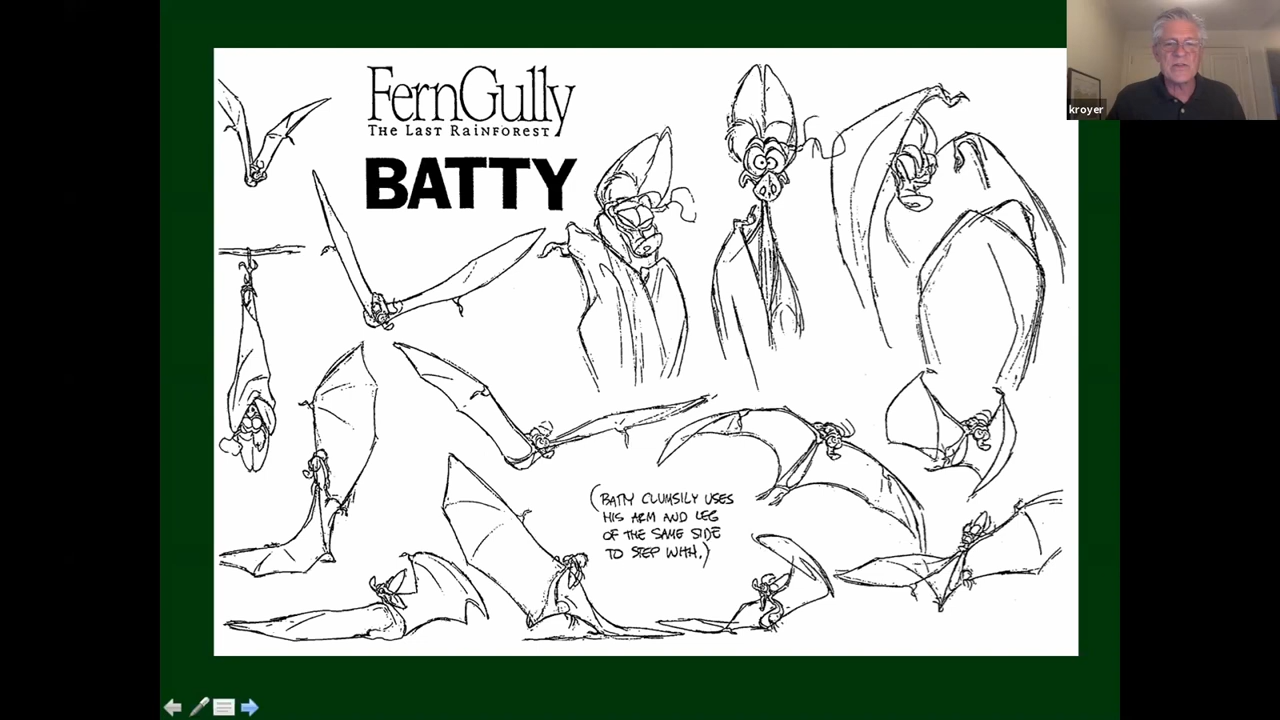 FernGully
THE LAST RAINFOREST
BATTY
kroyer
(BATTY CLUMSILY USES
HIS ARM AND LEG
OF THE SAME SIDE
TO STEP WITH.)